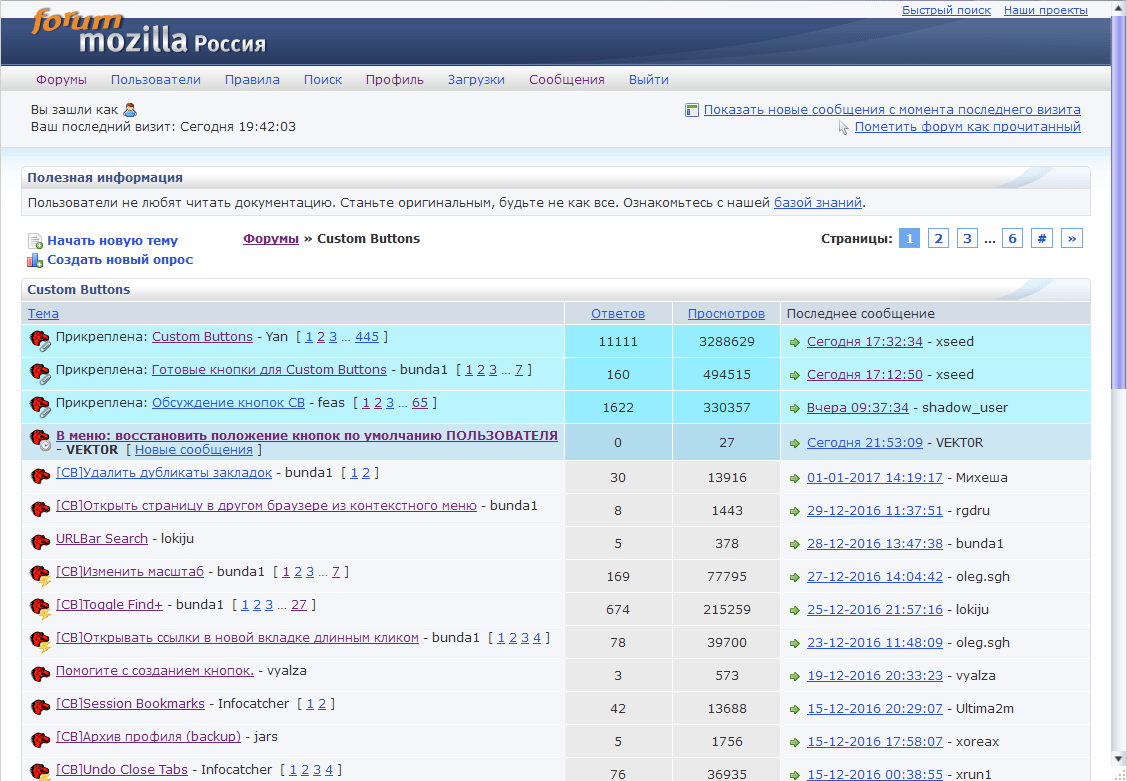 Быстрый поиск Наши проекты
forum
mozilla Россия
Форумы Пользователи Правила Поиск Профиль Загрузки Сообщения Выйти
Вы зашли как
Показать новые сообщения с момента последнего визита
Ваш последний визит: Сегодня 19:42:03
Пометить форум как прочитанный
Полезная информация
Пользователи не любят читать документацию. Станьте оригинальным, будьте не как все. Ознакомьтесь с нашей базой знаний.
Начать новую тему
Создать новый опрос
Форумы » Custom Buttons
Страницы: 1 2 3 ... 6 # »
Custom Buttons
Тема Ответов Просмотров Последнее сообщение
Прикреплена: Custom Buttons - Yan [ 1 2 3 ... 445 ] 11111 3288629 Сегодня 17:32:34 - xseed
Прикреплена: Готовые кнопки для Custom Buttons - bunda1 [ 1 2 3 ... 7 ] 160 494515 Сегодня 17:12:50 - xseed
Прикреплена: Обсуждение кнопок CB - feas [ 1 2 3 ... 65 ] 1622 330357 Вчера 09:37:34 - shadow_user
В меню: восстановить положение кнопок по умолчанию ПОЛЬЗОВАТЕЛЯ
- VEKT0R [ Новые сообщения ] 0 27 Сегодня 21:53:09 - VEKT0R
[CB]Удалить дубликаты закладок - bunda1 [ 1 2 ] 30 13916 01-01-2017 14:19:17 - Михеша
[CB]Открыть страницу в другом браузере из контекстного меню - bunda1 8 1443 29-12-2016 11:37:51 - rgdru
URLBar Search - lokiju 5 378 28-12-2016 13:47:38 - bunda1
[CB]Изменить масштаб - bunda1 [ 1 2 3 ... 7 ] 169 77795 27-12-2016 14:04:42 - oleg.sgh
[CB]Toggle Find+ - bunda1 [ 1 2 3 ... 27 ] 674 215259 25-12-2016 21:57:16 - lokiju
[CB]Открывать ссылки в новой вкладке длинным кликом - bunda1 [ 1 2 3 4 ] 78 39700 23-12-2016 11:48:09 - oleg.sgh
Помогите с созданием кнопок. - vyalza 3 573 19-12-2016 20:33:23 - vyalza
[CB]Session Bookmarks - Infocatcher [ 1 2 ] 42 13688 15-12-2016 20:29:07 - Ultima2m
[CB]Архив профиля (backup) - jars 5 1756 15-12-2016 17:58:07 - xoreax
[CB]Undo Close Tabs - Infocatcher [ 1 2 3 4 ] 76 36935 15-12-2016 00:38:55 - xrun1